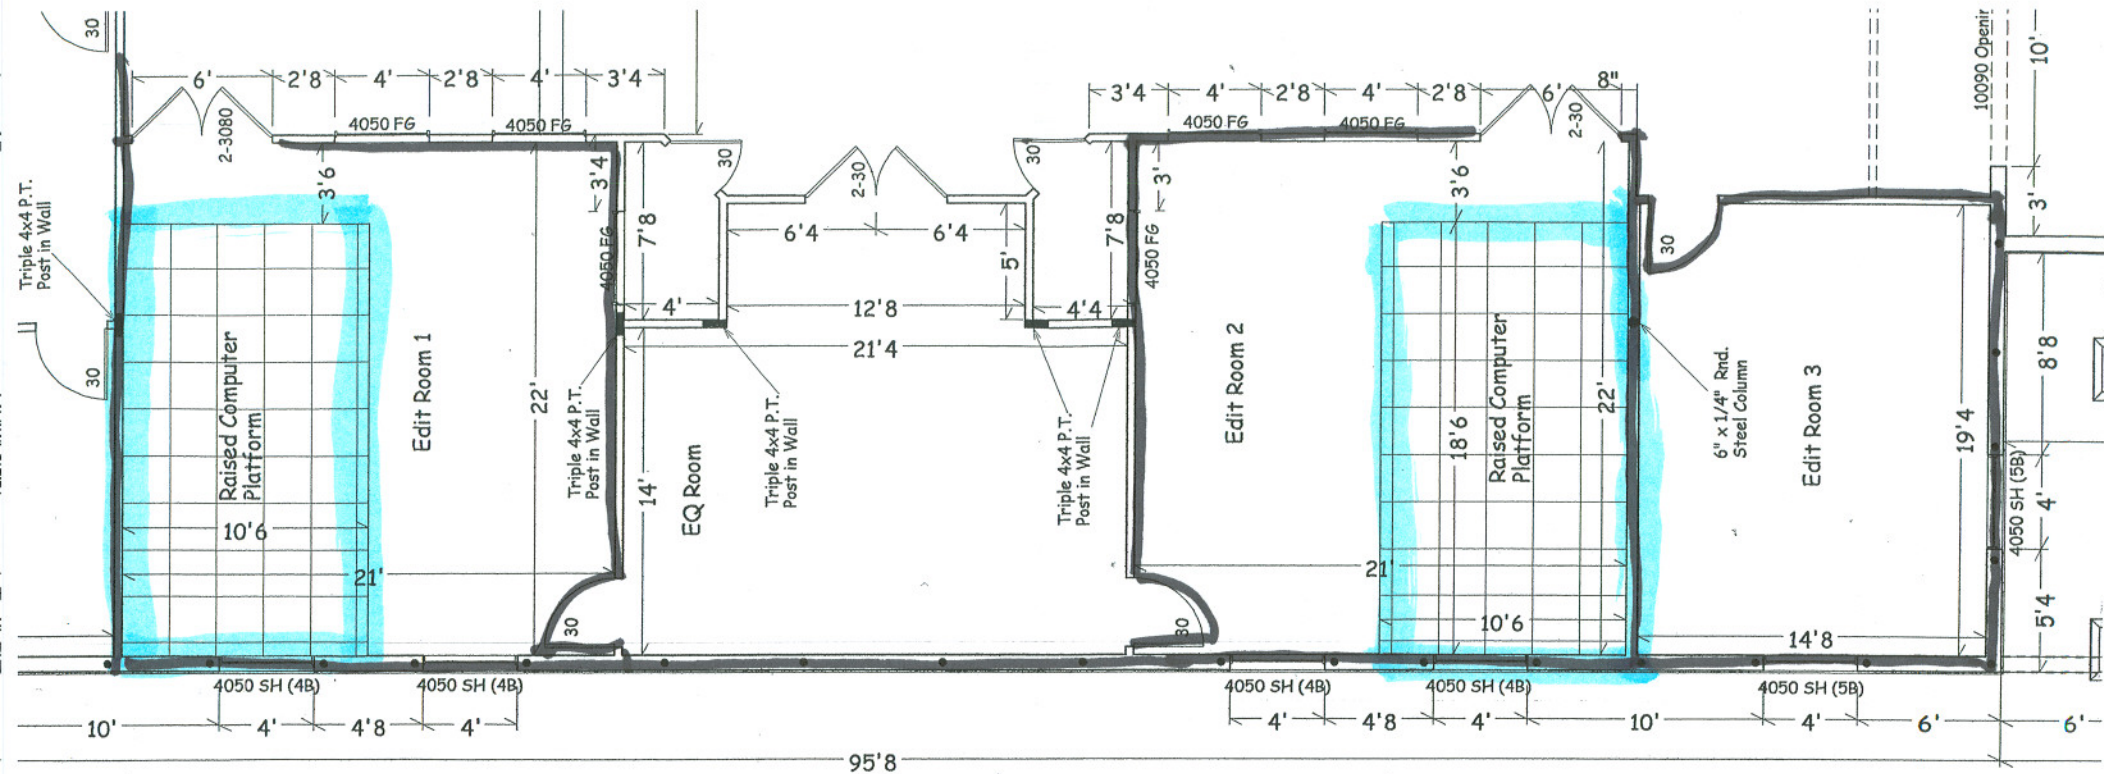 30
10090 Openir
10'
6'
2'8
4'
2'8
4'
3'4
3'4
4'
2'8
4'
2'8
6'
8"
2-3080
4050 FG
4050 FG
4050 FG
4050 FG
2-30
30
2-30
30
3'6
3'4
7'8
7'8
3'
3'6
3'
Triple 4x4 P.T.
Post in Wall
6'4
6'4
5'
4050 FG
4050 FG
30
4'
12'8
4'4
21'4
30
Raised Computer
Platform
Edit Room 1
22'
Triple 4x4 P.T.
Post in Wall
EQ Room
14'
Triple 4x4 P.T.
Post in Wall
Triple 4x4 P.T.
Post in Wall
Edit Room 2
18'6
Raised Computer
Platform
22'
6" x 1/4" Rnd.
Steel Column
Edit Room 3
19'4
8'8
4050 SH (5B)
4'
5'4
10'6
21'
21'
10'6
14'8
30
30
4050 SH (4B)
4050 SH (4B)
4050 SH (4B)
4050 SH (4B)
4050 SH (5B)
10'
4'
4'8
4'
4'
4'8
4'
10'
4'
6'
6'
95'8